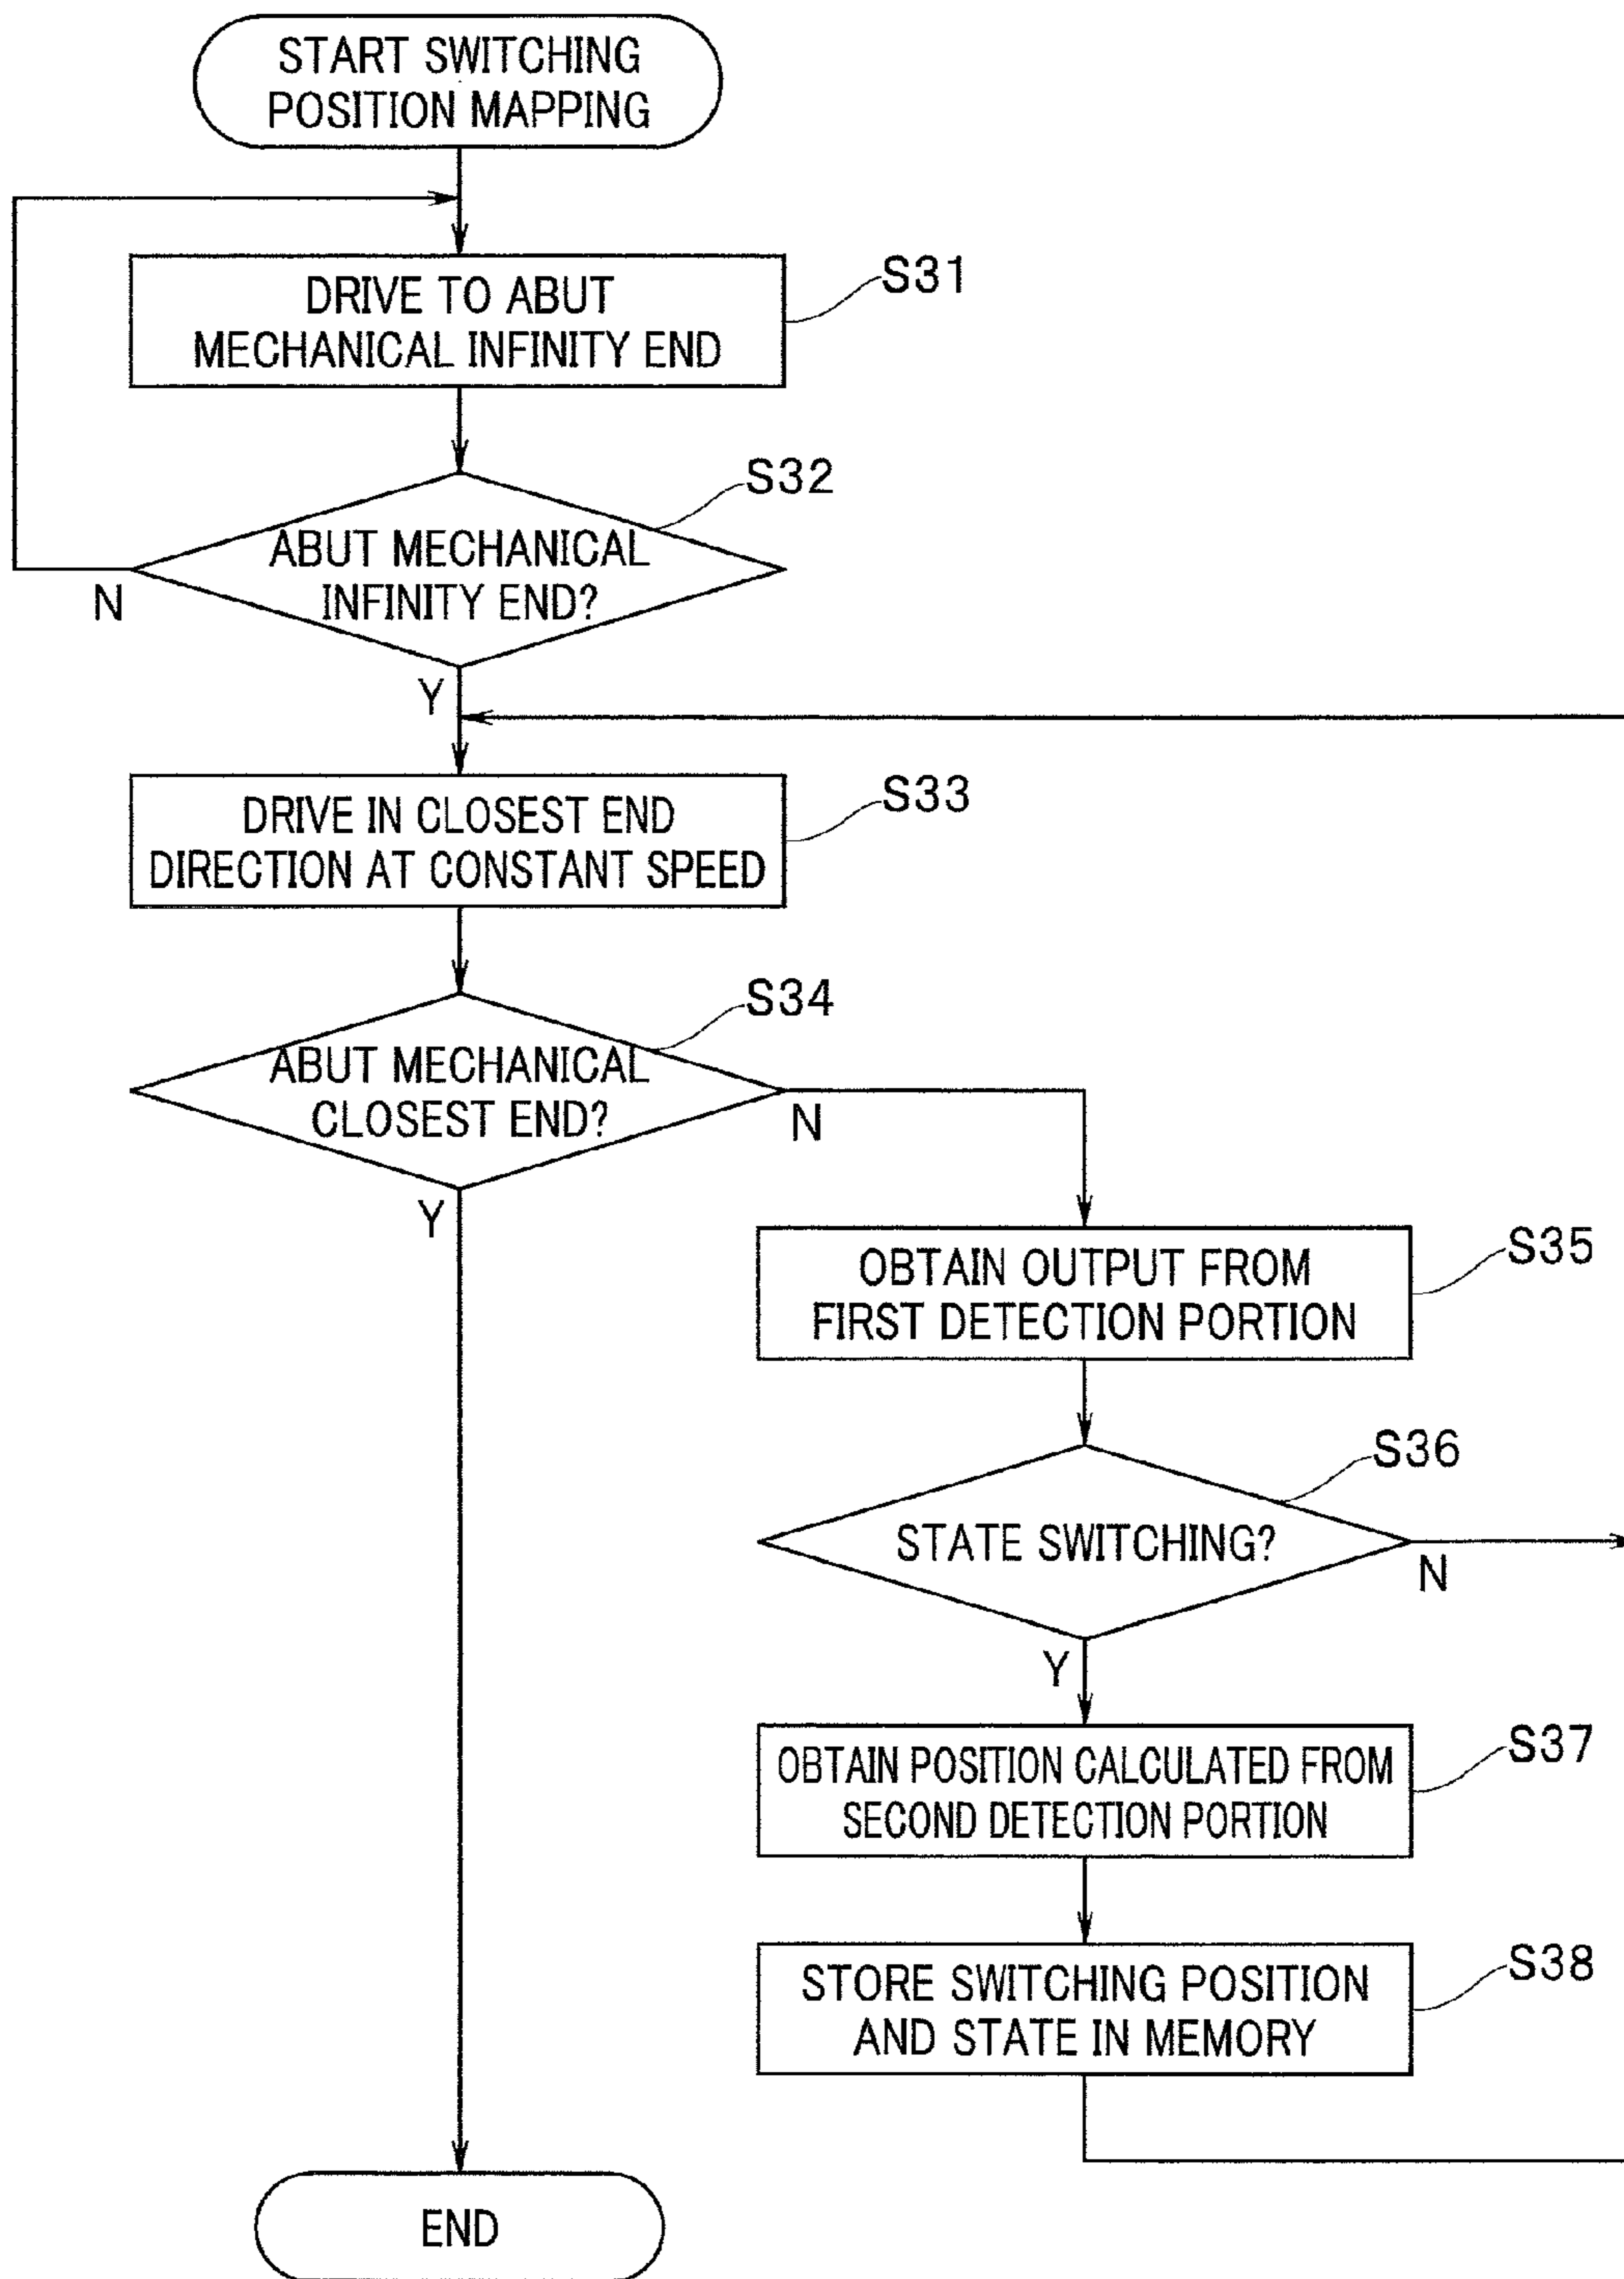 START SWITCHING
POSITION MAPPING
S31
DRIVE TO ABUT
MECHANICAL INFINITY END
S32
ABUT MECHANICAL
INFINITY END?
N
Y
S33
DRIVE IN CLOSEST END
DIRECTION AT CONSTANT SPEED
S34
ABUT MECHANICAL
CLOSEST END?
N
Y
S35
OBTAIN OUTPUT FROM
FIRST DETECTION PORTION
S36
STATE SWITCHING?
N
Y
S37
OBTAIN POSITION CALCULATED FROM
SECOND DETECTION PORTION
S38
STORE SWITCHING POSITION
AND STATE IN MEMORY
END